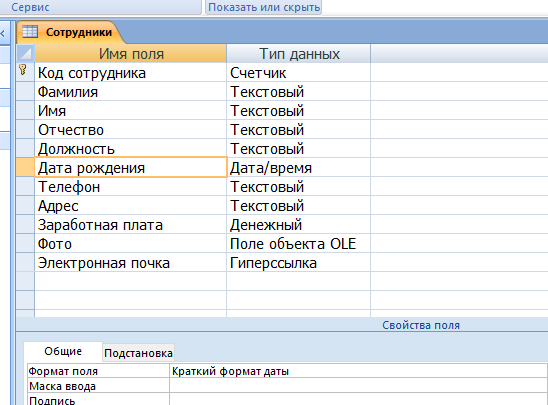 Сервис Показать или скрыть
Сотрудники
Имя поля Тип данных
Код сотрудника Счетчик
Фамилия Текстовый
Имя Текстовый
Отчество Текстовый
Должность Текстовый
Дата рождения Дата/время
Телефон Текстовый
Адрес Текстовый
Заработная плата Денежный
Фото Поле объекта OLE
Электронная почка Гиперссылка
Свойства поля
Общие Подстановка
Формат поля Краткий формат даты
Маска ввода
Подпись